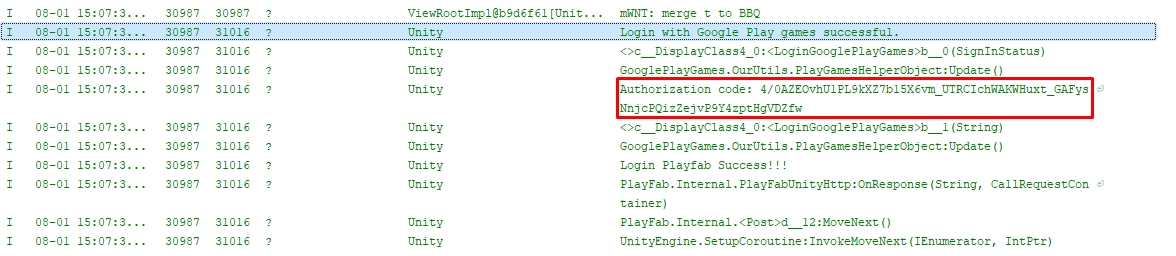 I 08-01 15:07:3... 30987 30987 ? ViewRootImpl@b9d6f61[Unit... mWNT: merge t to BBQ
I 08-01 15:07:3... 30987 31016 ? Unity Login with Google Play games successful.
I 08-01 15:07:3... 30987 31016 ? Unity <>c__DisplayClass4_0:<LoginGooglePlayGames>b__0(SignInStatus)
I 08-01 15:07:3... 30987 31016 ? Unity GooglePlayGames.OurUtils.PlayGamesHelperObject:Update()
I 08-01 15:07:3... 30987 31016 ? Unity Authorization code: 4/0AZEOvhU1PL9kXZ7b15X6vm_UTRCIchWAKWHuxt_GAFys
NnjcPQizZejvP9Y4zptHgVDZfw
I 08-01 15:07:3... 30987 31016 ? Unity <>c__DisplayClass4_0:<LoginGooglePlayGames>b__1(String)
I 08-01 15:07:3... 30987 31016 ? Unity GooglePlayGames.OurUtils.PlayGamesHelperObject:Update()
I 08-01 15:07:3... 30987 31016 ? Unity Login Playfab Success!!!
I 08-01 15:07:3... 30987 31016 ? Unity PlayFab.Internal.PlayFabUnityHttp:OnResponse(String, CallRequestCon
tainer)
I 08-01 15:07:3... 30987 31016 ? Unity PlayFab.Internal.<Post>d__12:MoveNext()
I 08-01 15:07:3... 30987 31016 ? Unity UnityEngine.SetupCoroutine:InvokeMoveNext(IEnumerator, IntPtr)